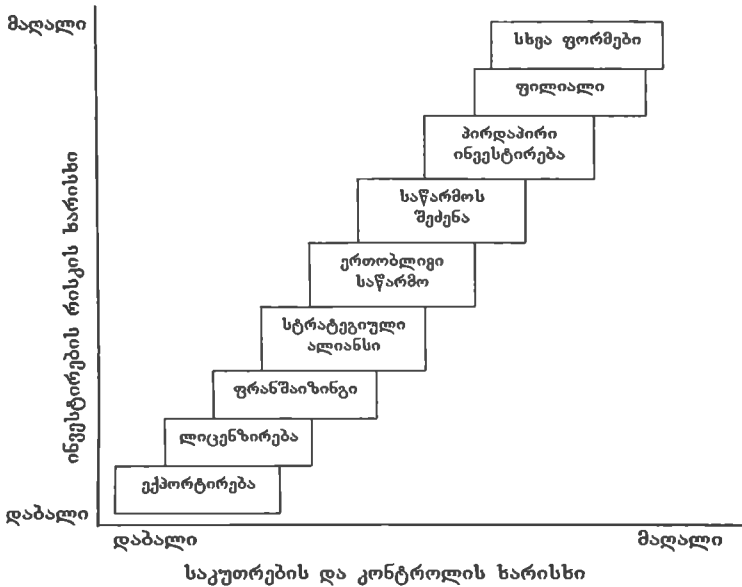 მაღალი
სხვა ფორმები
ფილიალი
პირდაპირი
ინვესტირება
საწარმოს
შეძენა
ერთობლივი
საწარმო
სტრატეგიული
ალიანსი
ფრანშაიზინგი
ლიცენზირება
ექპორტირება
ინვესტირების რისკის ხარისხი
დაბალი
დაბალი
მაღალი
საკუთრების და კონტროლის ხარისხი